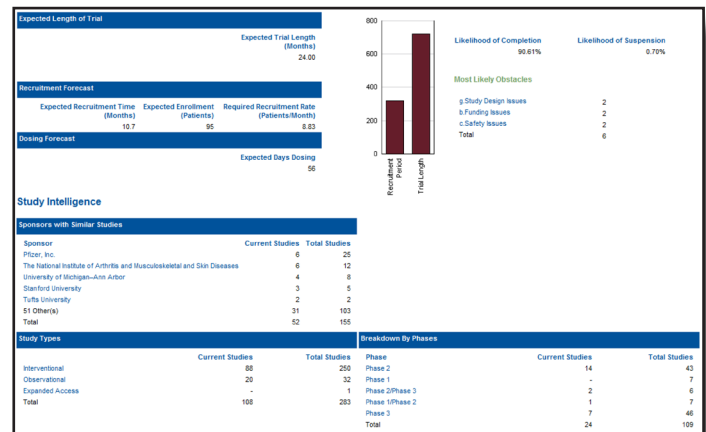 Expected Length of Trial
Expected Trial Length
(Months)
24.00
Recruitment Forecast
Expected Recruitment Time Expected Enrollment Required Recruitment Rate
(Months) (Patients) (Patients/Month)
10.7 95 8.83
Dosing Forecast
Expected Days Dosing
56
800
600
400
200
0
Recruitment
Period
Trial Length
Likelihood of Completion Likelihood of Suspension
90.61% 0.70%
Most Likely Obstacles
g.Study Design Issues 2
b.Funding Issues 2
c.Safety Issues 2
Total 6
Study Intelligence
Sponsors with Similar Studies
Sponsor Current Studies Total Studies
Pfizer, Inc. 6 25
The National Institute of Arthritis and Musculoskeletal and Skin Diseases 6 12
University of Michigan–Ann Arbor 4 8
Stanford University 3 5
Tufts University 2 2
51 Other(s) 31 103
Total 52 155
Study Types
Current Studies Total Studies
Interventional 88 250
Observational 20 32
Expanded Access - 1
Total 108 283
Breakdown By Phases
Phase Current Studies Total Studies
Phase 2 14 43
Phase 1 - 7
Phase 2/Phase 3 2 6
Phase 1/Phase 2 1 7
Phase 3 7 46
Total 24 109